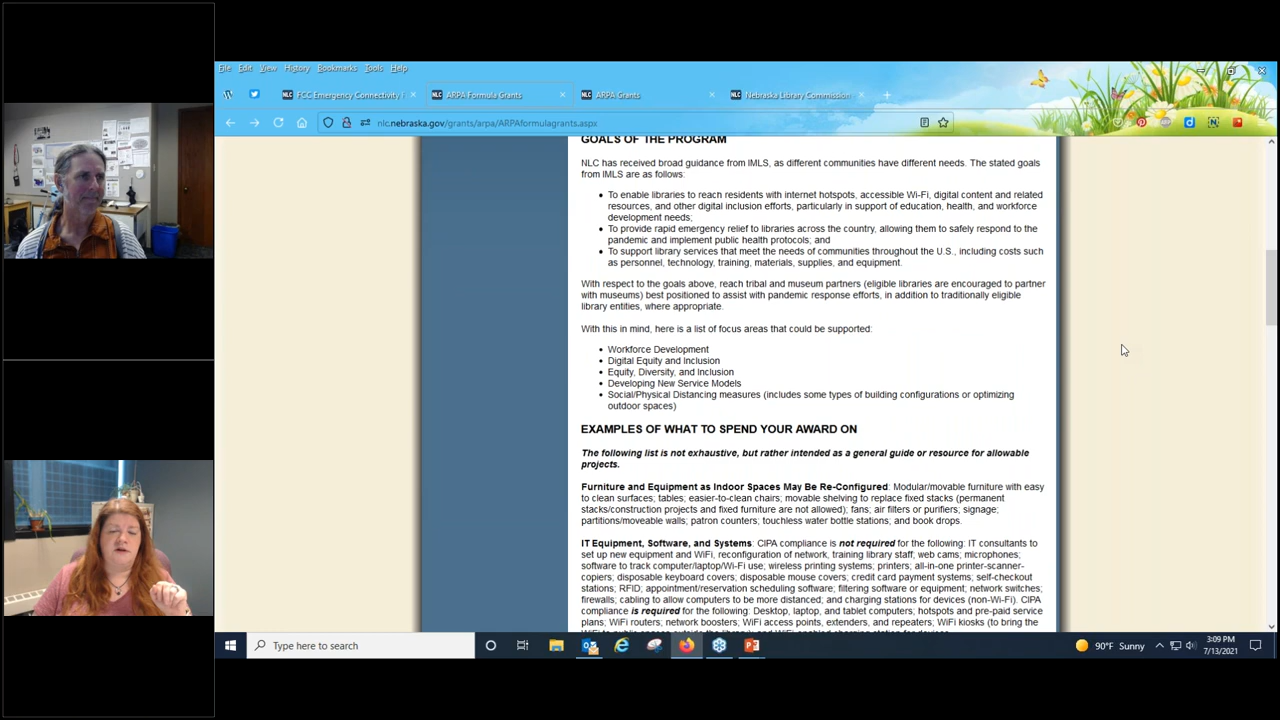 File Edit View History Bookmarks Tools Help
NLC FCC Emergency Connectivity
NLC ARPA Formula Grants
NLC ARPA Grants
NLC Nebraska Library Commission
nlc.nebraska.gov/grants/arpa/ARPAformulagrants.aspx
GOALS OF THE PROGRAM
NLC has received broad guidance from IMLS, as different communities have different needs. The stated goals
from IMLS are as follows:
• To enable libraries to reach residents with internet hotspots, accessible Wi-Fi, digital content and related
resources, and other digital inclusion efforts, particularly in support of education, health, and workforce
development needs;
• To provide rapid emergency relief to libraries across the country, allowing them to safely respond to the
pandemic and implement public health protocols; and
• To support library services that meet the needs of communities throughout the U.S., including costs such
as personnel, technology, training, materials, supplies, and equipment.
With respect to the goals above, reach tribal and museum partners (eligible libraries are encouraged to partner
with museums) best positioned to assist with pandemic response efforts, in addition to traditionally eligible
library entities, where appropriate.
With this in mind, here is a list of focus areas that could be supported:
• Workforce Development
• Digital Equity and Inclusion
• Equity, Diversity, and Inclusion
• Developing New Service Models
• Social/Physical Distancing measures (includes some types of building configurations or optimizing
outdoor spaces)
EXAMPLES OF WHAT TO SPEND YOUR AWARD ON
The following list is not exhaustive, but rather intended as a general guide or resource for allowable
projects.
Furniture and Equipment as Indoor Spaces May Be Re-Configured: Modular/movable furniture with easy
to clean surfaces; tables; easier-to-clean chairs; movable shelving to replace fixed stacks (permanent
stacks/construction projects and fixed furniture are not allowed); fans; air filters or purifiers; signage;
partitions/moveable walls; patron counters; touchless water bottle stations; and book drops.
IT Equipment, Software, and Systems: CIPA compliance is not required for the following: IT consultants to
set up new equipment and WiFi, reconfiguration of network, training library staff; web cams; microphones;
software to track computer/laptop/Wi-Fi use; wireless printing systems; printers; all-in-one printer-scanner-
copiers; disposable keyboard covers; disposable mouse covers; credit card payment systems; self-checkout
stations; RFID; appointment/reservation scheduling software; filtering software or equipment; network switches;
firewalls; cabling to allow computers to be more distanced; and charging stations for devices (non-Wi-Fi). CIPA
compliance is required for the following: Desktop, laptop, and tablet computers; hotspots and pre-paid service
plans; WiFi routers; network boosters; WiFi access points, extenders, and repeaters; WiFi kiosks (to bring the
Type here to search
90°F Sunny
3:09 PM
7/13/2021